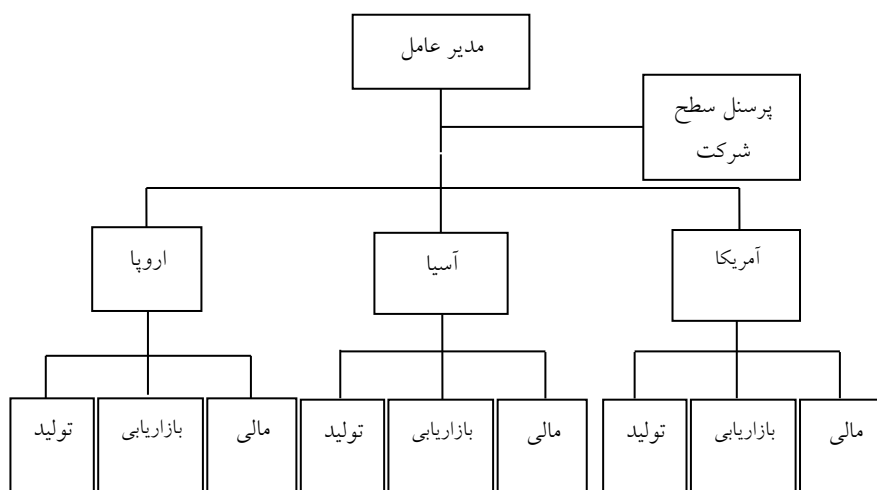 مدیر عامل
پرسنل سطح
شرکت
آمریکا
آسیا
اروپا
مالی
بازاریابی
تولید
مالی
بازاریابی
تولید
مالی
بازاریابی
تولید